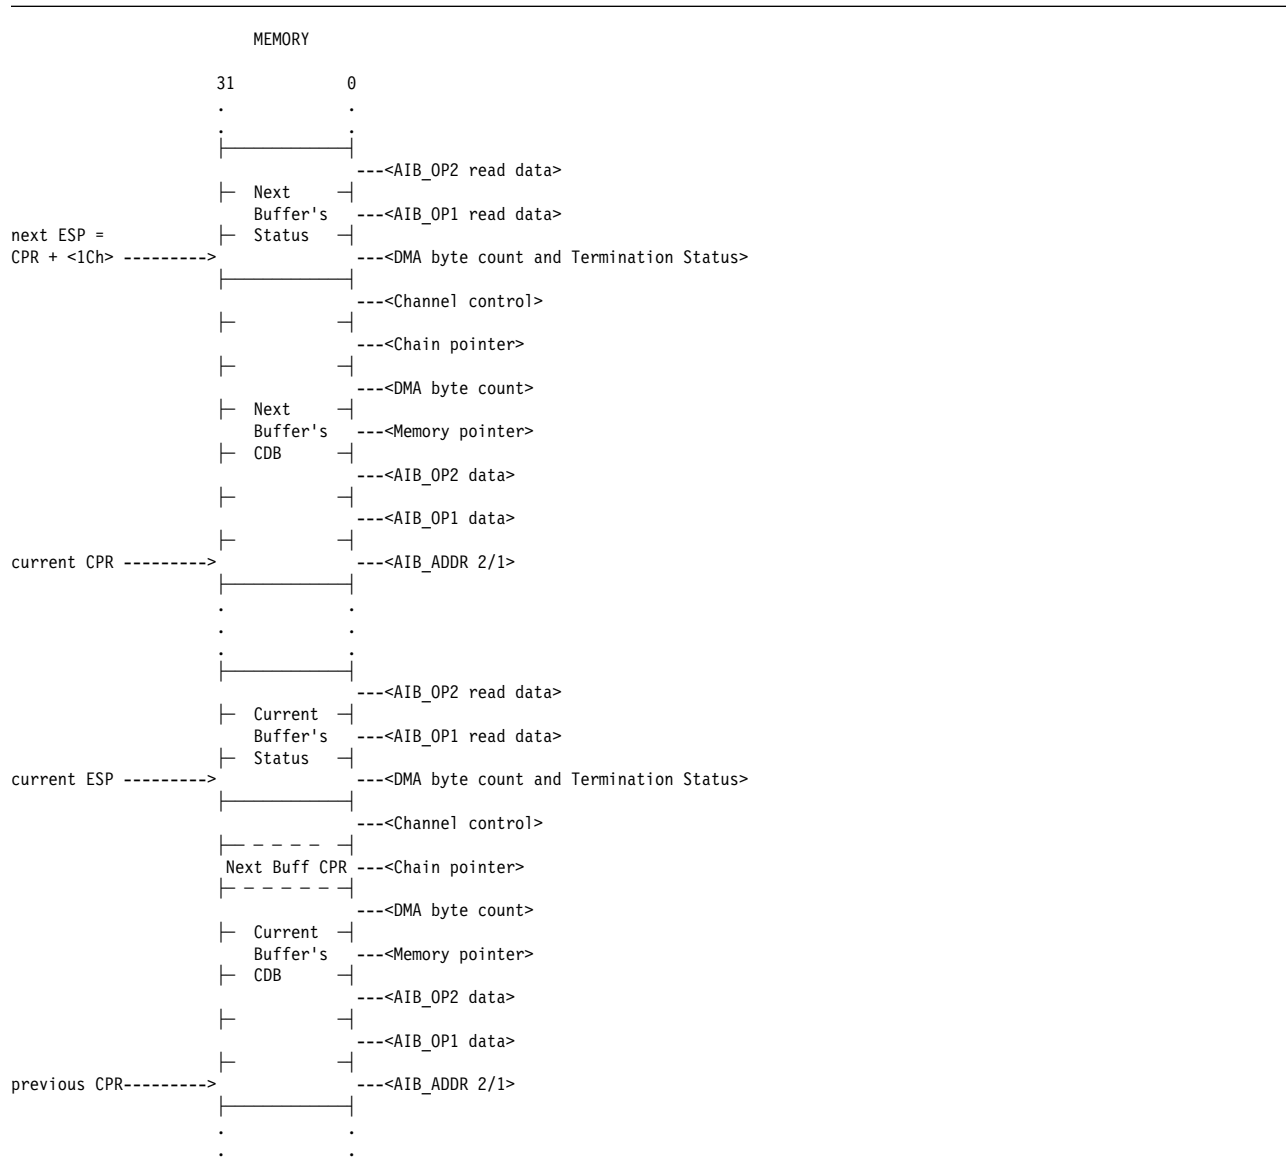 MEMORY
31 0
. .
. .
---<AIB_OP2 read data>
Next
Buffer's ---<AIB_OP1 read data>
next ESP = Status
CPR + <1Ch> ---------> ---<DMA byte count and Termination Status>
---<Channel control>
---<Chain pointer>
---<DMA byte count>
Next
Buffer's ---<Memory pointer>
CDB
---<AIB_OP2 data>
---<AIB_OP1 data>
current CPR ---------> ---<AIB_ADDR 2/1>
. .
. .
. .
---<AIB_OP2 read data>
Current
Buffer's ---<AIB_OP1 read data>
Status
current ESP ---------> ---<DMA byte count and Termination Status>
---<Channel control>
Next Buff CPR ---<Chain pointer>
---<DMA byte count>
Current
Buffer's ---<Memory pointer>
CDB
---<AIB_OP2 data>
---<AIB_OP1 data>
previous CPR---------> ---<AIB_ADDR 2/1>
. .
. .